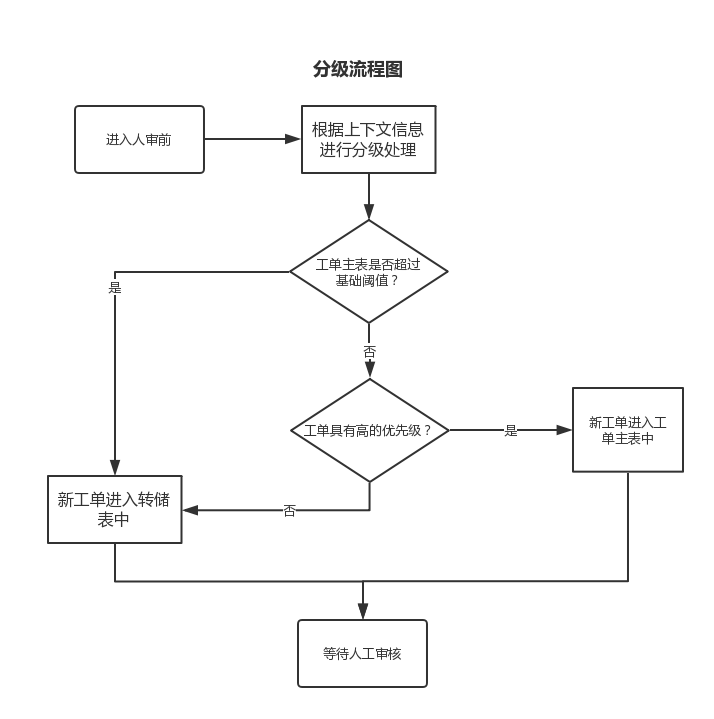 分级流程图
进入人审前
根据上下文信息
进行分级处理
工单主表是否超过
基础阈值？
是
否
工单具有高的优先级？
是
新工单进入工
单主表中
新工单进入转储
表中
否
等待人工审核